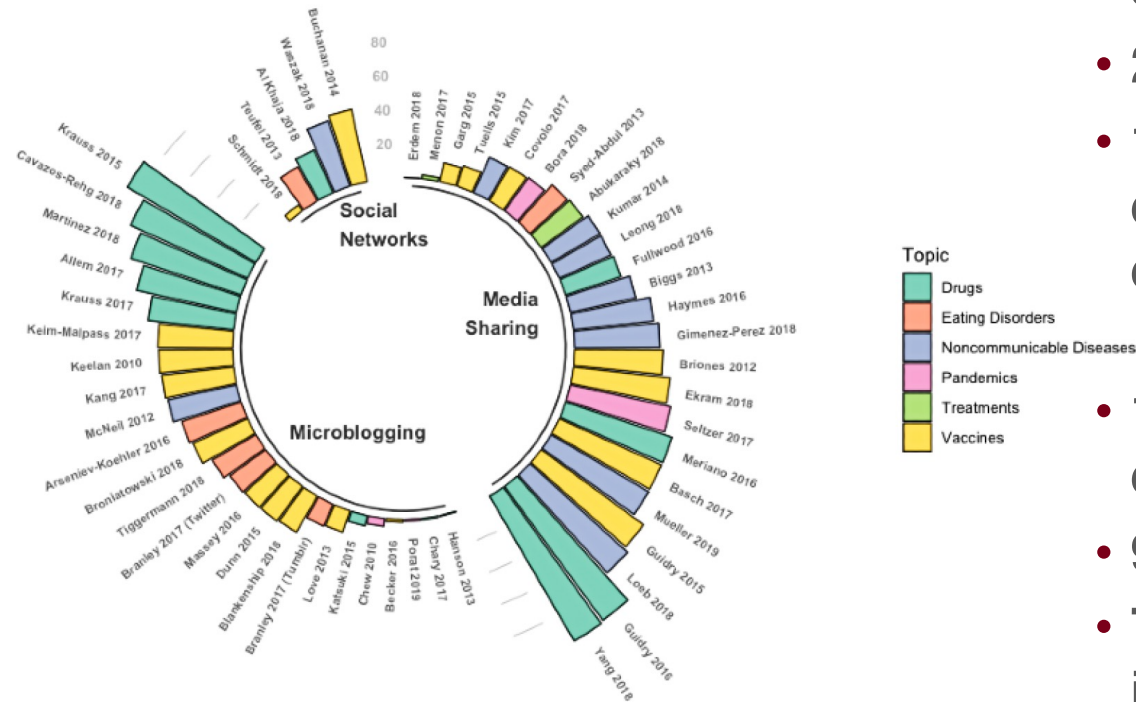 80
60
40
20
Buchanan 2014
Waszak 2018
Al Khaja 2018
Teufel 2013
Schmidt 2018
Social
Networks
Erdem 2018
Menon 2017
Garg 2015
Tuells 2015
Kim 2017
Covolo 2017
Bora 2018
Syed-Abdul 2013
Abukaraky 2018
Kumar 2014
Leong 2018
Fullwood 2016
Biggs 2013
Haymes 2016
Gimenez-Perez 2018
Briones 2012
Ekram 2018
Seltzer 2017
Meriano 2016
Basch 2017
Mueller 2019
Guidry 2015
Loeb 2018
Guidry 2016
Yang 2018
Media
Sharing
Hanson 2013
Chary 2017
Porat 2019
Becker 2016
Chew 2010
Katsuki 2015
Love 2013
Branley 2017 (Tumblr)
Blankenship 2018
Dunn 2015
Massey 2016
Branley 2017 (Twitter)
Tiggermann 2018
Broniatowski 2018
Arseniev-Koehler 2016
McNeil 2012
Kang 2017
Keelan 2010
Keim-Malpass 2017
Krauss 2017
Allem 2017
Martinez 2018
Cavazos-Rehg 2018
Krauss 2015
Microblogging
Topic
Drugs
Eating Disorders
Noncommunicable Diseases
Pandemics
Treatments
Vaccines